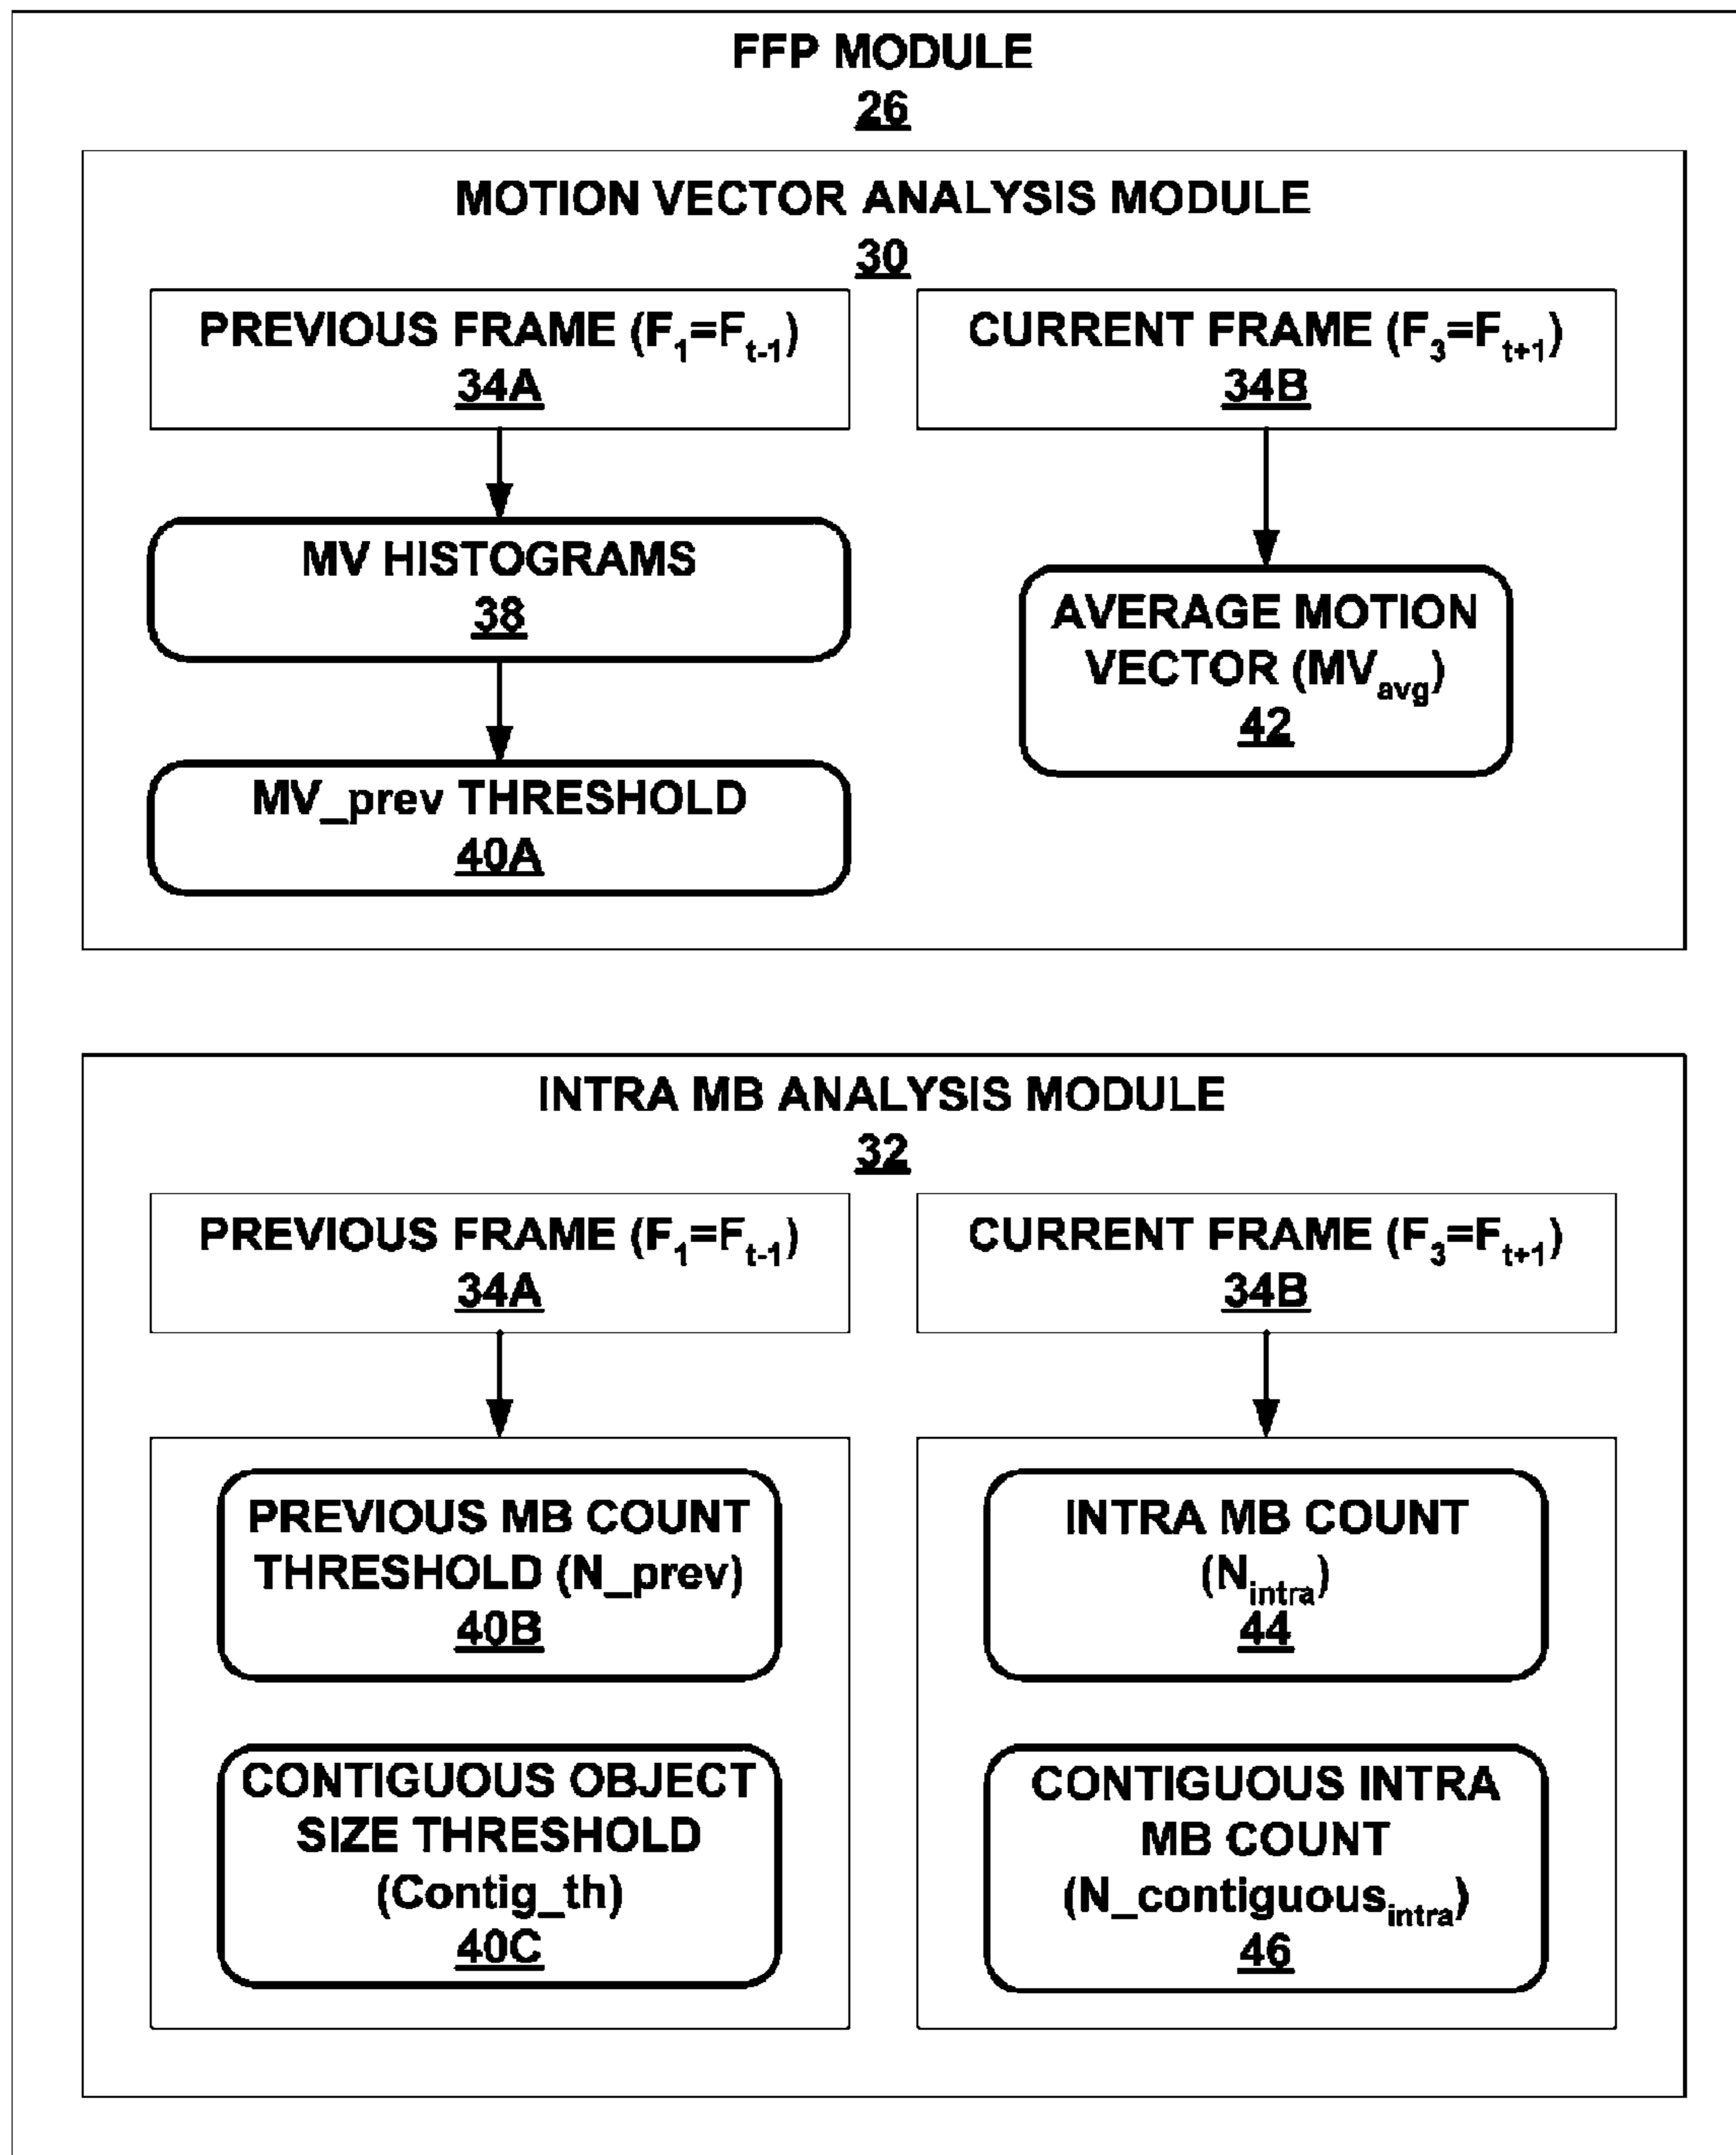 FFP MODULE
26
MOTION VECTOR ANALYSIS MODULE
30
PREVIOUS FRAME (F₁=Fₜ₋₁)
34A
CURRENT FRAME (F₃=Fₜ₊₁)
34B
MV HISTOGRAMS
38
MV_prev THRESHOLD
40A
AVERAGE MOTION
VECTOR (MVavg)
42
INTRA MB ANALYSIS MODULE
32
PREVIOUS FRAME (F₁=Fₜ₋₁)
34A
CURRENT FRAME (F₃=Fₜ₊₁)
34B
PREVIOUS MB COUNT
THRESHOLD (N_prev)
40B
CONTIGUOUS OBJECT
SIZE THRESHOLD
(Contig_th)
40C
INTRA MB COUNT
(Nintra)
44
CONTIGUOUS INTRA
MB COUNT
(N_contiguousintra)
46